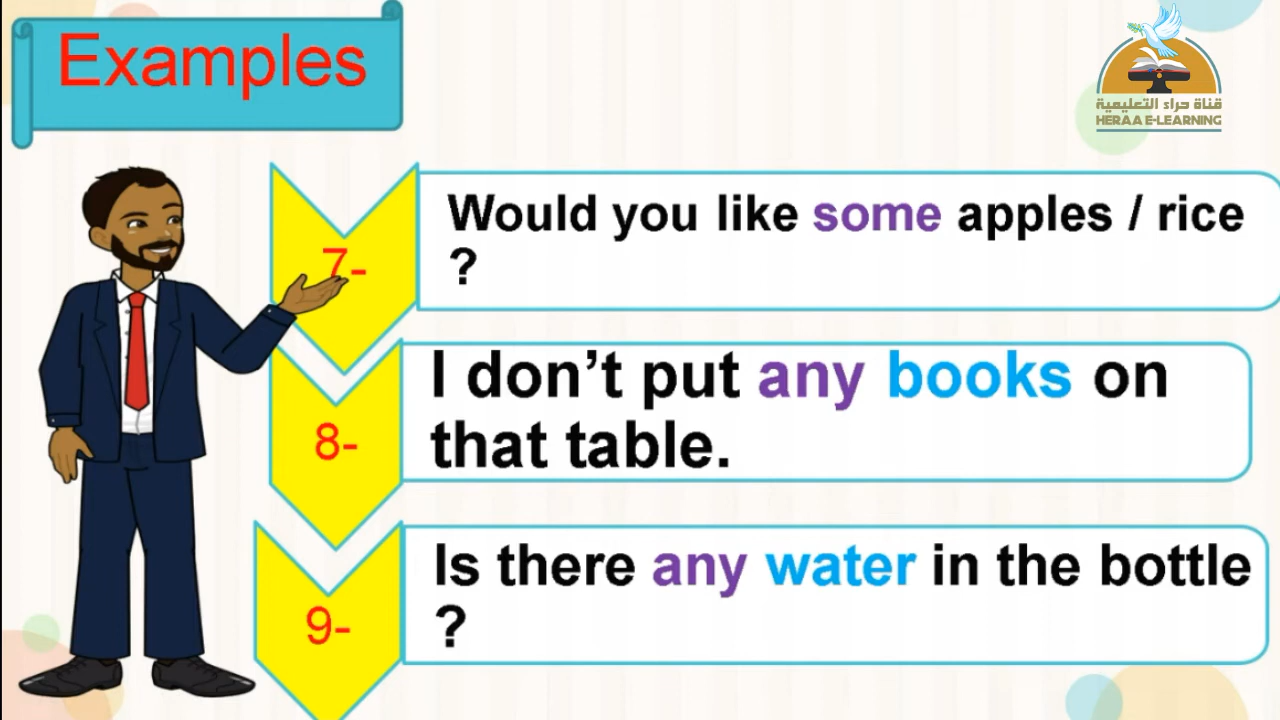 Examples
قناة حراء التعليمية
HERAA E-LEARNING
7-
Would you like some apples / rice
?
8-
I don’t put any books on
that table.
9-
Is there any water in the bottle
?